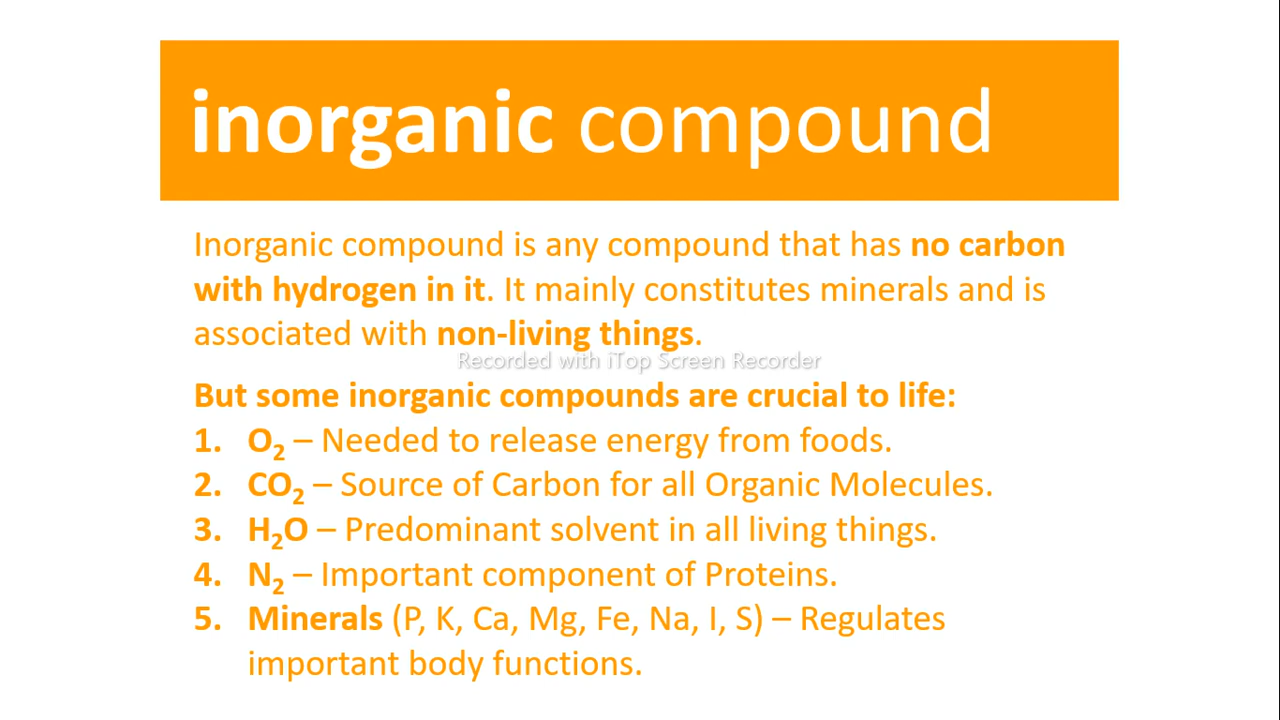 inorganic compound
Inorganic compound is any compound that has no carbon
with hydrogen in it. It mainly constitutes minerals and is
associated with non-living things.
Recorded with iTop Screen Recorder
But some inorganic compounds are crucial to life:
1. O₂ – Needed to release energy from foods.
2. CO₂ – Source of Carbon for all Organic Molecules.
3. H₂O – Predominant solvent in all living things.
4. N₂ – Important component of Proteins.
5. Minerals (P, K, Ca, Mg, Fe, Na, I, S) – Regulates
important body functions.